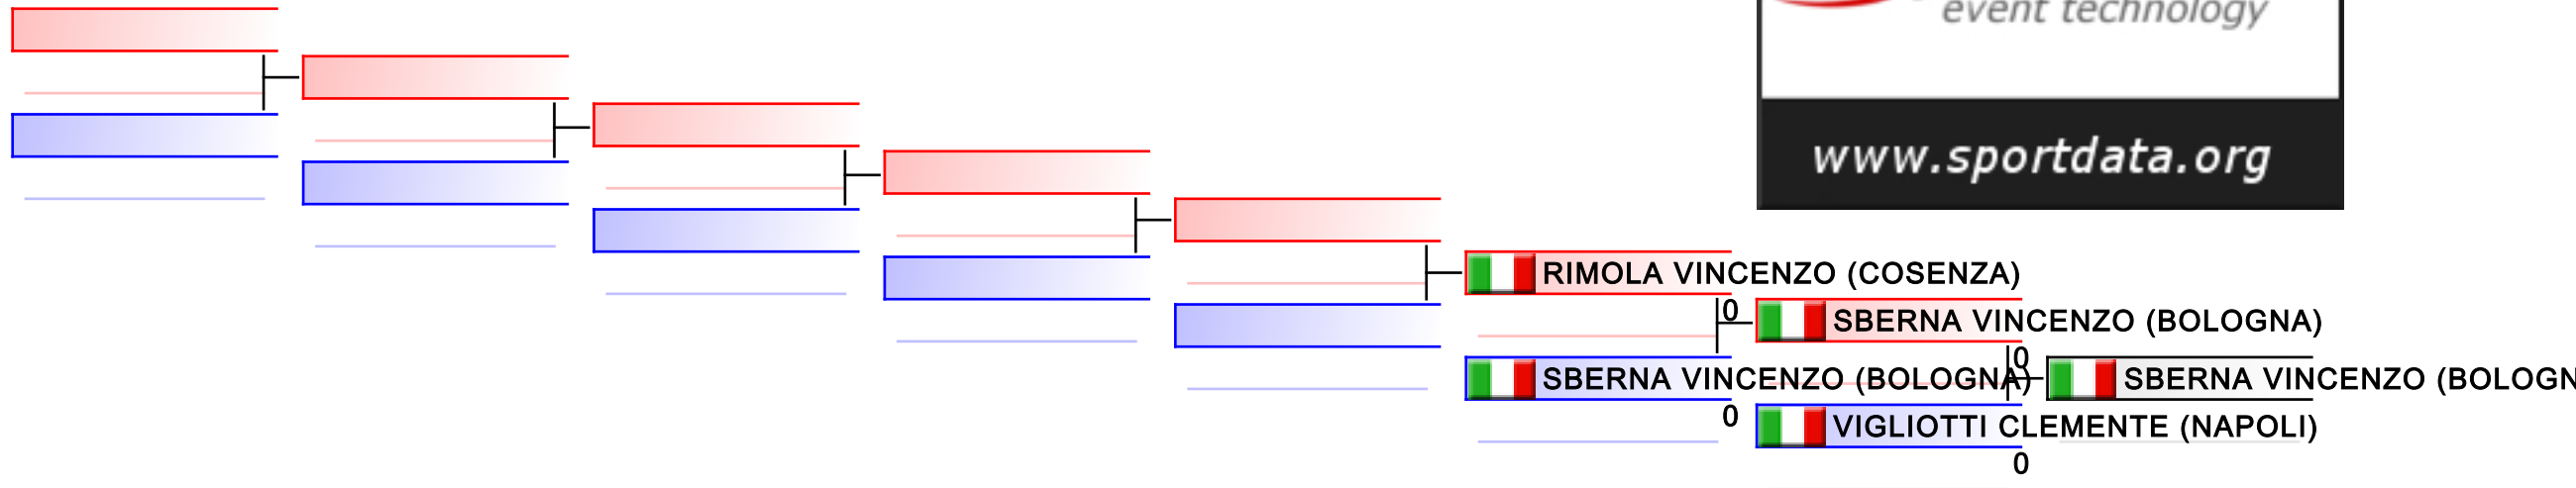 event technology
www.sportdata.org
RIMOLA VINCENZO (COSENZA)
0
SBERNA VINCENZO (BOLOGNA)
0
SBERNA VINCENZO (BOLOGNA)
SBERNA VINCENZO (BOLOGN
0
VIGLIOTTI CLEMENTE (NAPOLI)
0